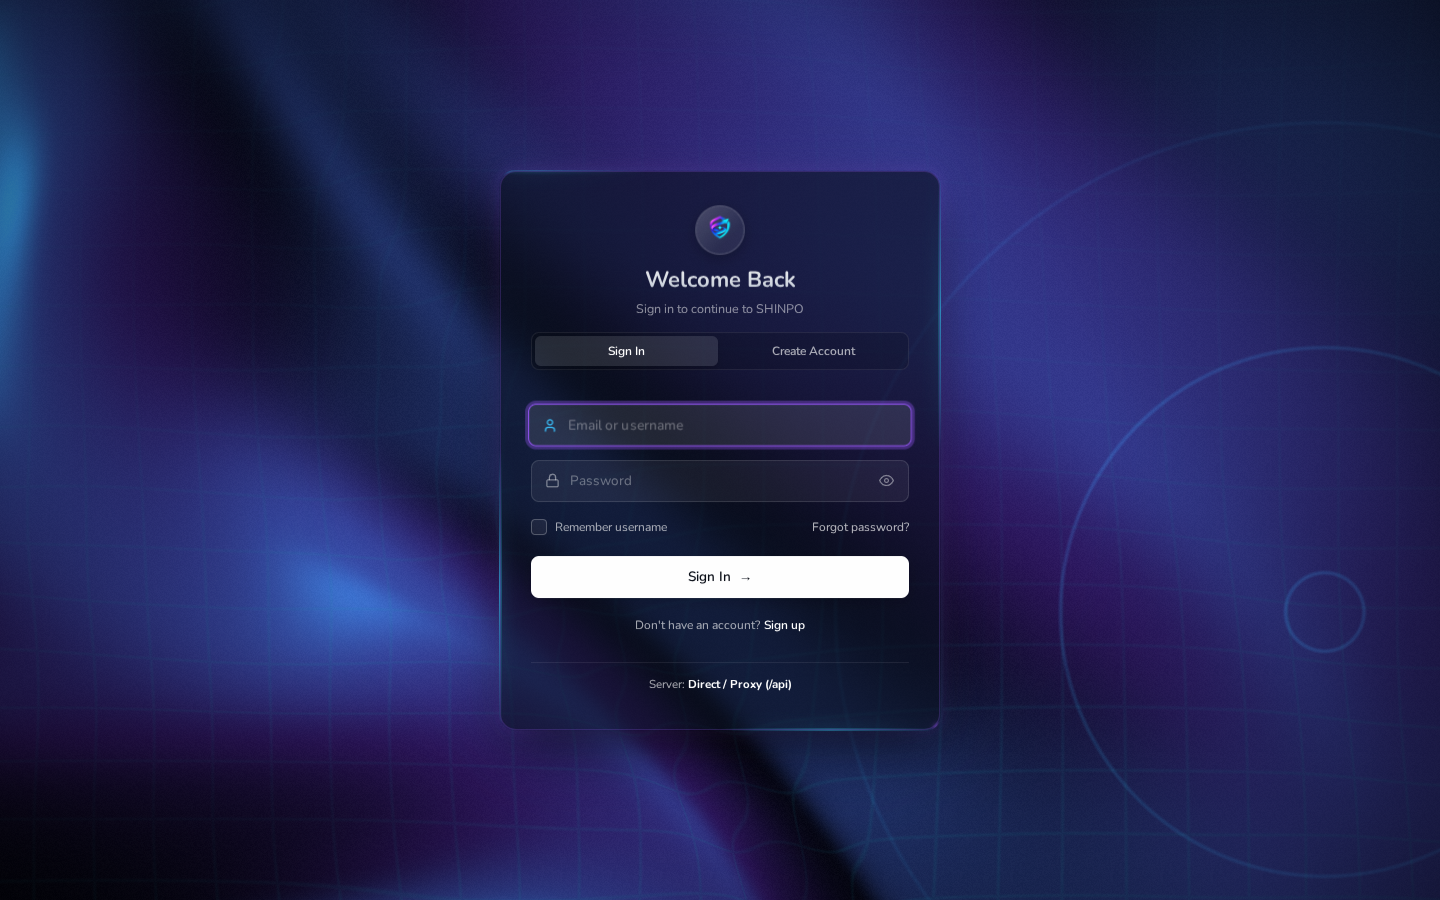 Welcome Back
Sign in to continue to SHINPO
Sign In
Create Account
Email or username
Password
Remember username
Forgot password?
Sign In →
Don't have an account? Sign up
Server: Direct / Proxy (/api)